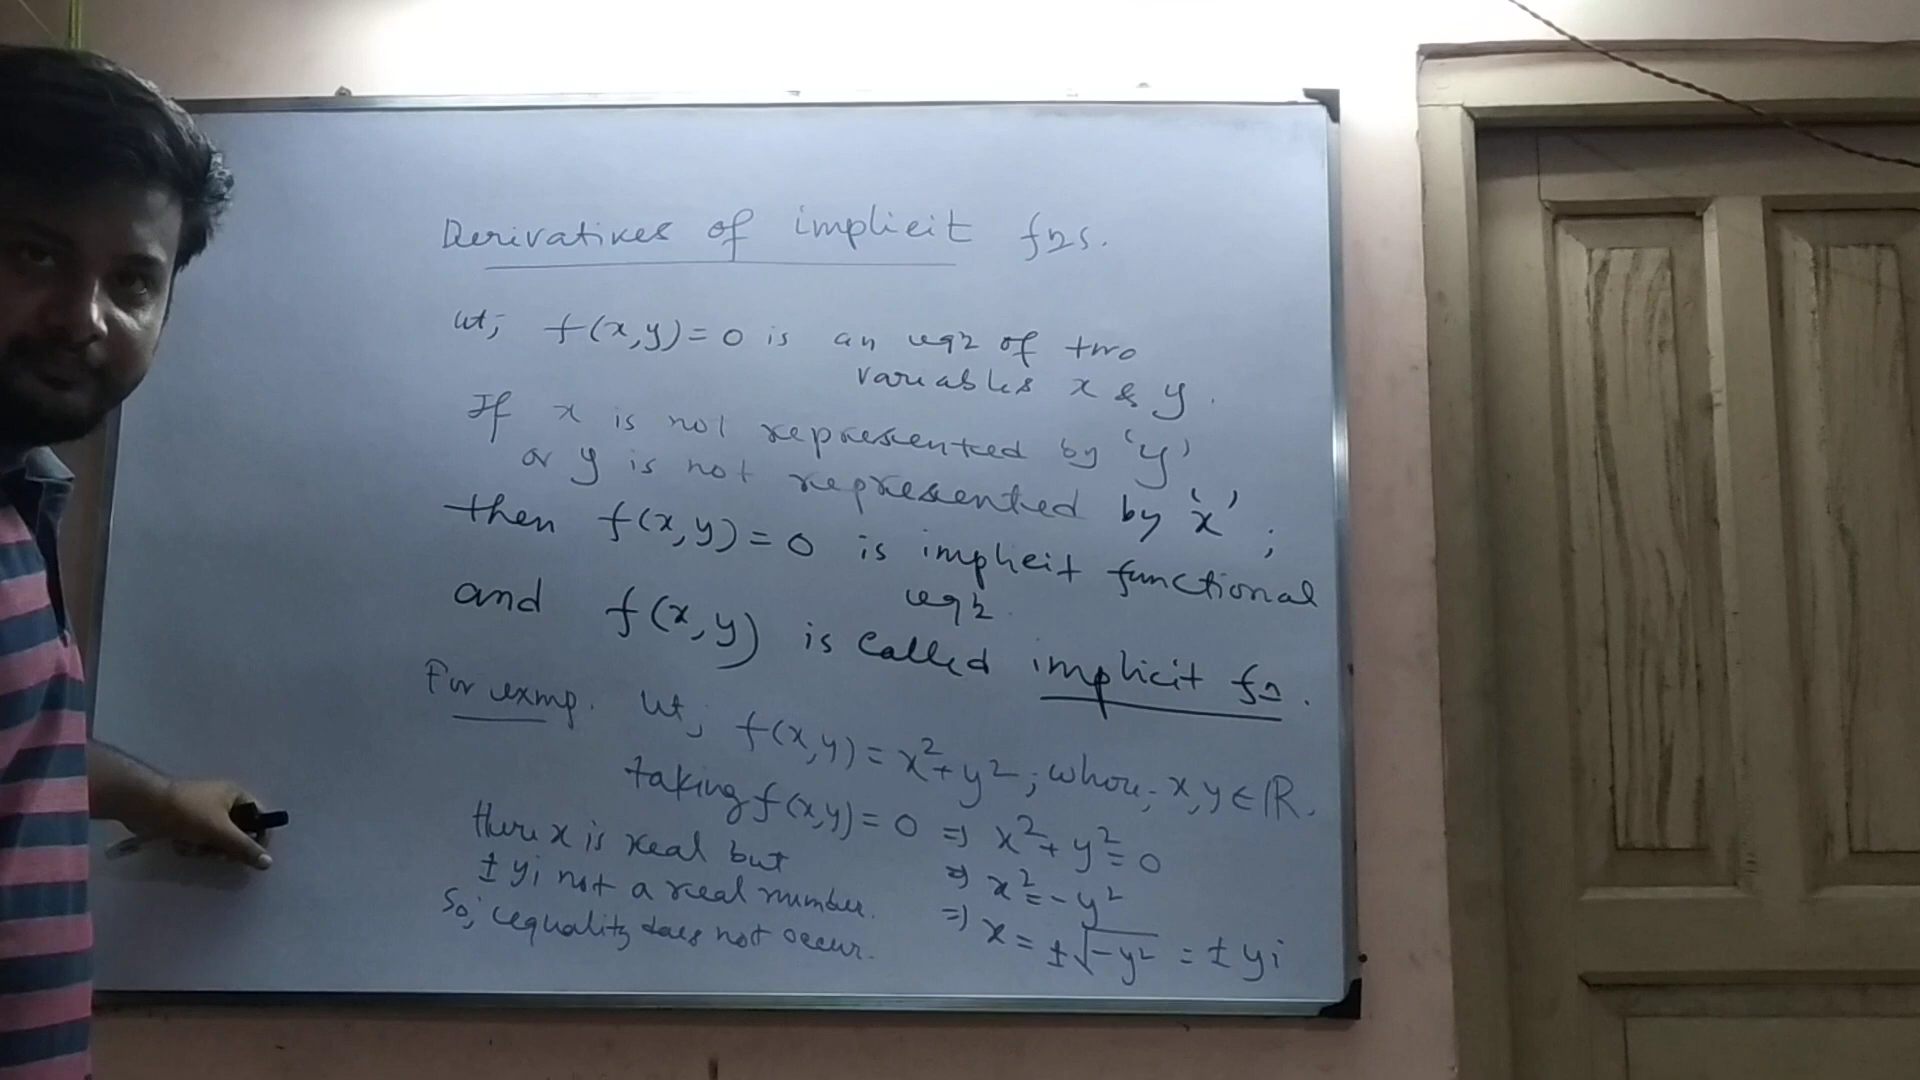 Derivatives of implicit fns.
Let; f(x,y)=0 is an eqn of two
variables x & y.
If x is not represented by 'y'
or y is not represented by 'x';
then f(x,y)=0 is implicit functional
eqn.
and f(x,y) is called implicit fn.
For exmp. Let; f(x,y)=x²+y²; where; x,y∈ℝ.
taking f(x,y)=0 ⇒ x²+y²=0
⇒ x²=-y²
⇒ x=±√-y² = ±yi
there x is real but
±yi not a real number.
So; equality does not occur.